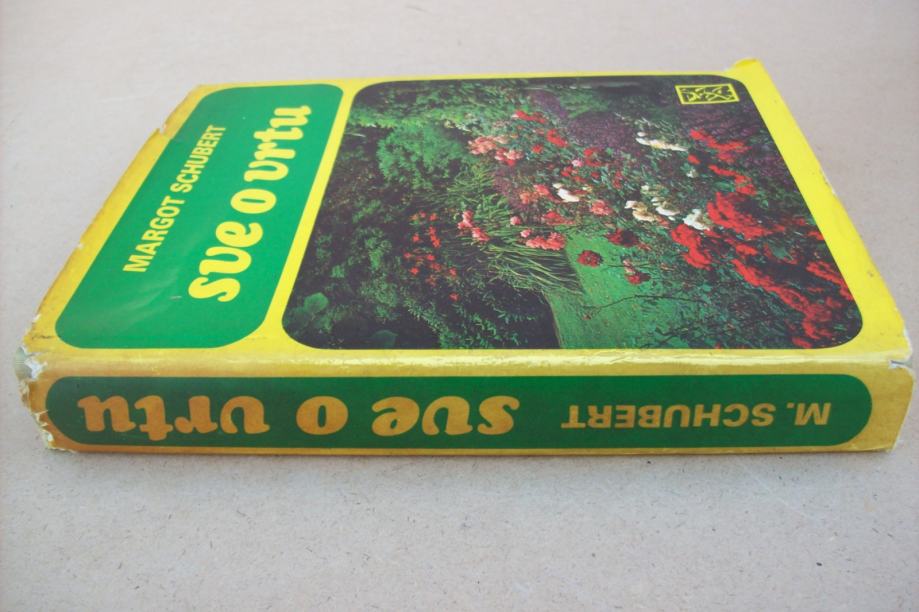 MARGOT SCHUBERT
sve o vrtu
M. SCHUBERT sve o vrtu